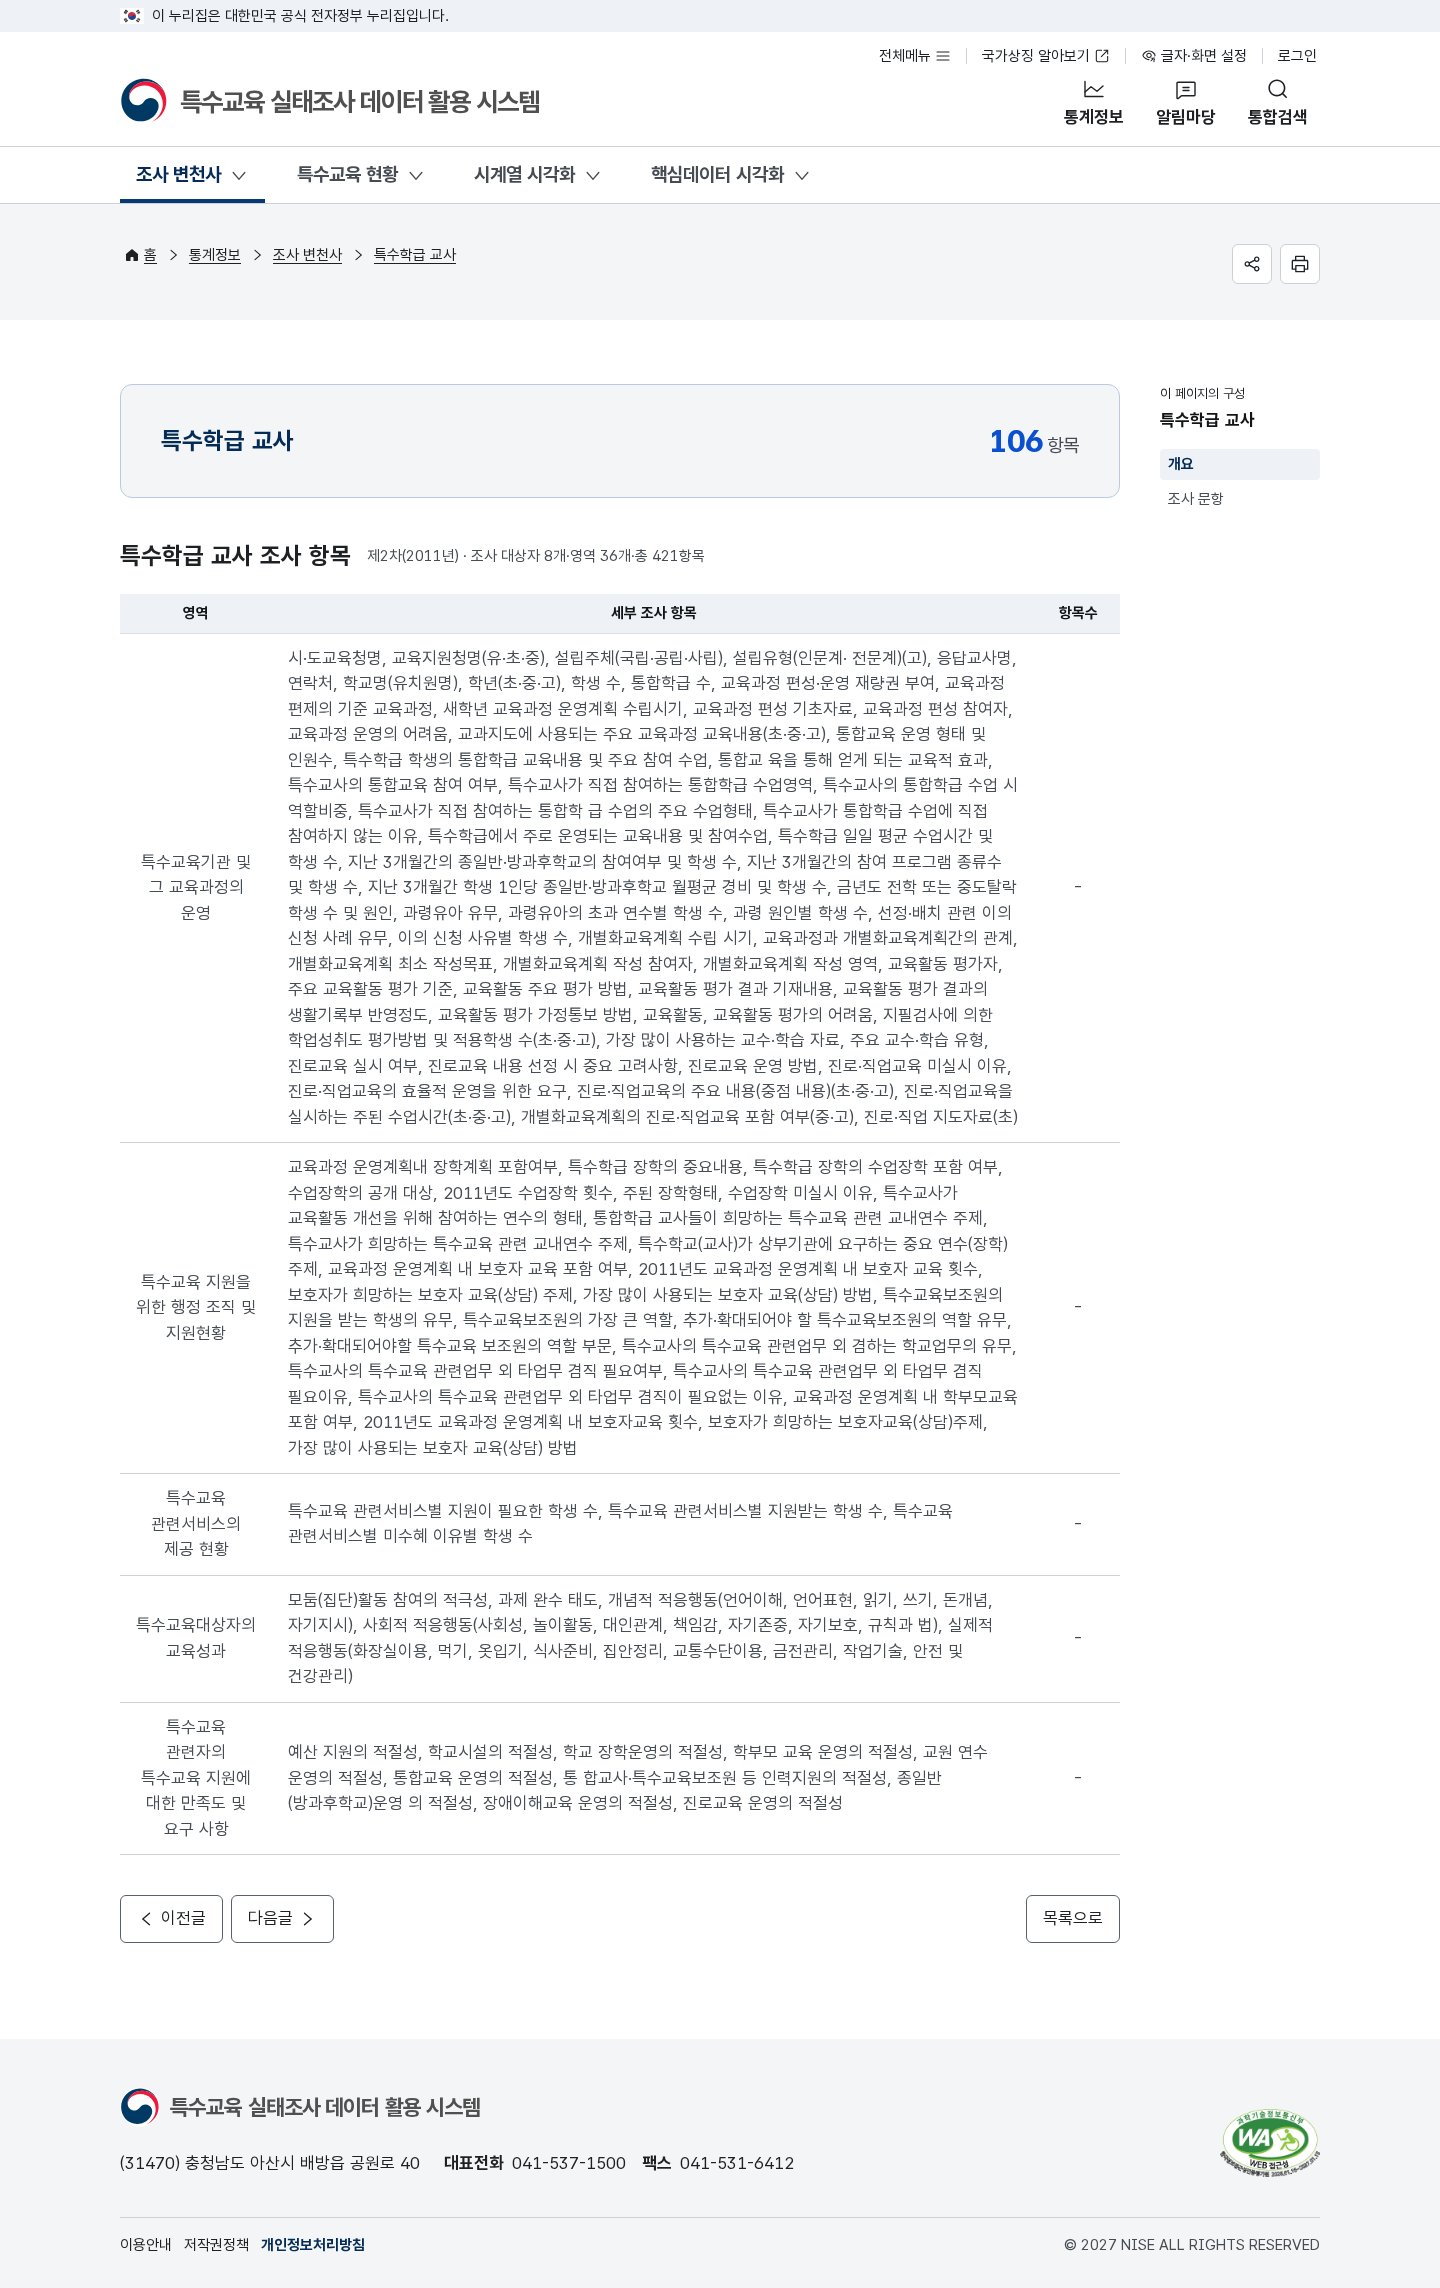 이 누리집은 대한민국 공식 전자정부 누리집입니다.
전체메뉴 국가상징 알아보기 글자·화면 설정 로그인
특수교육 실태조사 데이터 활용 시스템
통계정보 알림마당 통합검색
조사 변천사 특수교육 현황 시계열 시각화 핵심데이터 시각화
홈 통계정보 조사 변천사 특수학급 교사
특수학급 교사 106 항목
이 페이지의 구성
특수학급 교사
개요
조사 문항
특수학급 교사 조사 항목 제2차(2011년) · 조사 대상자 8개·영역 36개·총 421항목
영역 세부 조사 항목 항목수
특수교육기관 및
그 교육과정의
운영
시·도교육청명, 교육지원청명(유·초·중), 설립주체(국립·공립·사립), 설립유형(인문계· 전문계)(고), 응답교사명,
연락처, 학교명(유치원명), 학년(초·중·고), 학생 수, 통합학급 수, 교육과정 편성·운영 재량권 부여, 교육과정
편제의 기준 교육과정, 새학년 교육과정 운영계획 수립시기, 교육과정 편성 기초자료, 교육과정 편성 참여자,
교육과정 운영의 어려움, 교과지도에 사용되는 주요 교육과정 교육내용(초·중·고), 통합교육 운영 형태 및
인원수, 특수학급 학생의 통합학급 교육내용 및 주요 참여 수업, 통합교 육을 통해 얻게 되는 교육적 효과,
특수교사의 통합교육 참여 여부, 특수교사가 직접 참여하는 통합학급 수업영역, 특수교사의 통합학급 수업 시
역할비중, 특수교사가 직접 참여하는 통합학 급 수업의 주요 수업형태, 특수교사가 통합학급 수업에 직접
참여하지 않는 이유, 특수학급에서 주로 운영되는 교육내용 및 참여수업, 특수학급 일일 평균 수업시간 및
학생 수, 지난 3개월간의 종일반·방과후학교의 참여여부 및 학생 수, 지난 3개월간의 참여 프로그램 종류수
및 학생 수, 지난 3개월간 학생 1인당 종일반·방과후학교 월평균 경비 및 학생 수, 금년도 전학 또는 중도탈락
학생 수 및 원인, 과령유아 유무, 과령유아의 초과 연수별 학생 수, 과령 원인별 학생 수, 선정·배치 관련 이의
신청 사례 유무, 이의 신청 사유별 학생 수, 개별화교육계획 수립 시기, 교육과정과 개별화교육계획간의 관계,
개별화교육계획 최소 작성목표, 개별화교육계획 작성 참여자, 개별화교육계획 작성 영역, 교육활동 평가자,
주요 교육활동 평가 기준, 교육활동 주요 평가 방법, 교육활동 평가 결과 기재내용, 교육활동 평가 결과의
생활기록부 반영정도, 교육활동 평가 가정통보 방법, 교육활동, 교육활동 평가의 어려움, 지필검사에 의한
학업성취도 평가방법 및 적용학생 수(초·중·고), 가장 많이 사용하는 교수·학습 자료, 주요 교수·학습 유형,
진로교육 실시 여부, 진로교육 내용 선정 시 중요 고려사항, 진로교육 운영 방법, 진로·직업교육 미실시 이유,
진로·직업교육의 효율적 운영을 위한 요구, 진로·직업교육의 주요 내용(중점 내용)(초·중·고), 진로·직업교육을
실시하는 주된 수업시간(초·중·고), 개별화교육계획의 진로·직업교육 포함 여부(중·고), 진로·직업 지도자료(초)
-
특수교육 지원을
위한 행정 조직 및
지원현황
교육과정 운영계획내 장학계획 포함여부, 특수학급 장학의 중요내용, 특수학급 장학의 수업장학 포함 여부,
수업장학의 공개 대상, 2011년도 수업장학 횟수, 주된 장학형태, 수업장학 미실시 이유, 특수교사가
교육활동 개선을 위해 참여하는 연수의 형태, 통합학급 교사들이 희망하는 특수교육 관련 교내연수 주제,
특수교사가 희망하는 특수교육 관련 교내연수 주제, 특수학교(교사)가 상부기관에 요구하는 중요 연수(장학)
주제, 교육과정 운영계획 내 보호자 교육 포함 여부, 2011년도 교육과정 운영계획 내 보호자 교육 횟수,
보호자가 희망하는 보호자 교육(상담) 주제, 가장 많이 사용되는 보호자 교육(상담) 방법, 특수교육보조원의
지원을 받는 학생의 유무, 특수교육보조원의 가장 큰 역할, 추가·확대되어야 할 특수교육보조원의 역할 유무,
추가·확대되어야할 특수교육 보조원의 역할 부문, 특수교사의 특수교육 관련업무 외 겸하는 학교업무의 유무,
특수교사의 특수교육 관련업무 외 타업무 겸직 필요여부, 특수교사의 특수교육 관련업무 외 타업무 겸직
필요이유, 특수교사의 특수교육 관련업무 외 타업무 겸직이 필요없는 이유, 교육과정 운영계획 내 학부모교육
포함 여부, 2011년도 교육과정 운영계획 내 보호자교육 횟수, 보호자가 희망하는 보호자교육(상담)주제,
가장 많이 사용되는 보호자 교육(상담) 방법
-
특수교육
관련서비스의
제공 현황
특수교육 관련서비스별 지원이 필요한 학생 수, 특수교육 관련서비스별 지원받는 학생 수, 특수교육
관련서비스별 미수혜 이유별 학생 수
-
특수교육대상자의
교육성과
모둠(집단)활동 참여의 적극성, 과제 완수 태도, 개념적 적응행동(언어이해, 언어표현, 읽기, 쓰기, 돈개념,
자기지시), 사회적 적응행동(사회성, 놀이활동, 대인관계, 책임감, 자기존중, 자기보호, 규칙과 법), 실제적
적응행동(화장실이용, 먹기, 옷입기, 식사준비, 집안정리, 교통수단이용, 금전관리, 작업기술, 안전 및
건강관리)
-
특수교육
관련자의
특수교육 지원에
대한 만족도 및
요구 사항
예산 지원의 적절성, 학교시설의 적절성, 학교 장학운영의 적절성, 학부모 교육 운영의 적절성, 교원 연수
운영의 적절성, 통합교육 운영의 적절성, 통 합교사·특수교육보조원 등 인력지원의 적절성, 종일반
(방과후학교)운영 의 적절성, 장애이해교육 운영의 적절성, 진로교육 운영의 적절성
-
이전글 다음글 목록으로
특수교육 실태조사 데이터 활용 시스템
(31470) 충청남도 아산시 배방읍 공원로 40 대표전화 041-537-1500 팩스 041-531-6412
과학기술정보통신부
WA
WEB 접근성
이용안내 저작권정책 개인정보처리방침
© 2027 NISE ALL RIGHTS RESERVED